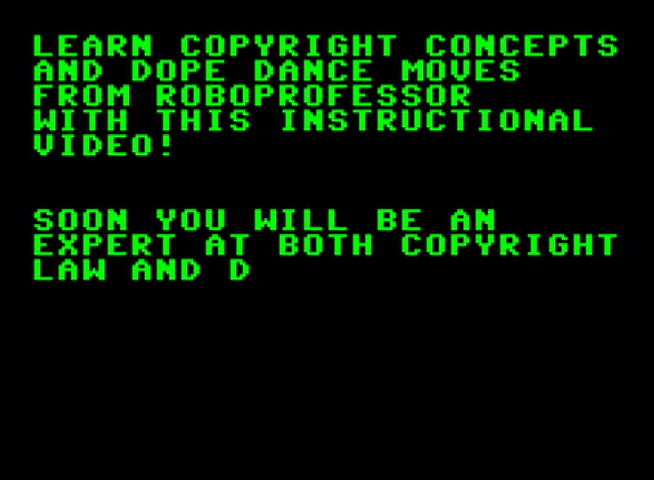 LEARN COPYRIGHT CONCEPTS
AND DOPE DANCE MOVES
FROM ROBOPROFESSOR
WITH THIS INSTRUCTIONAL
VIDEO!
SOON YOU WILL BE AN
EXPERT AT BOTH COPYRIGHT
LAW AND D